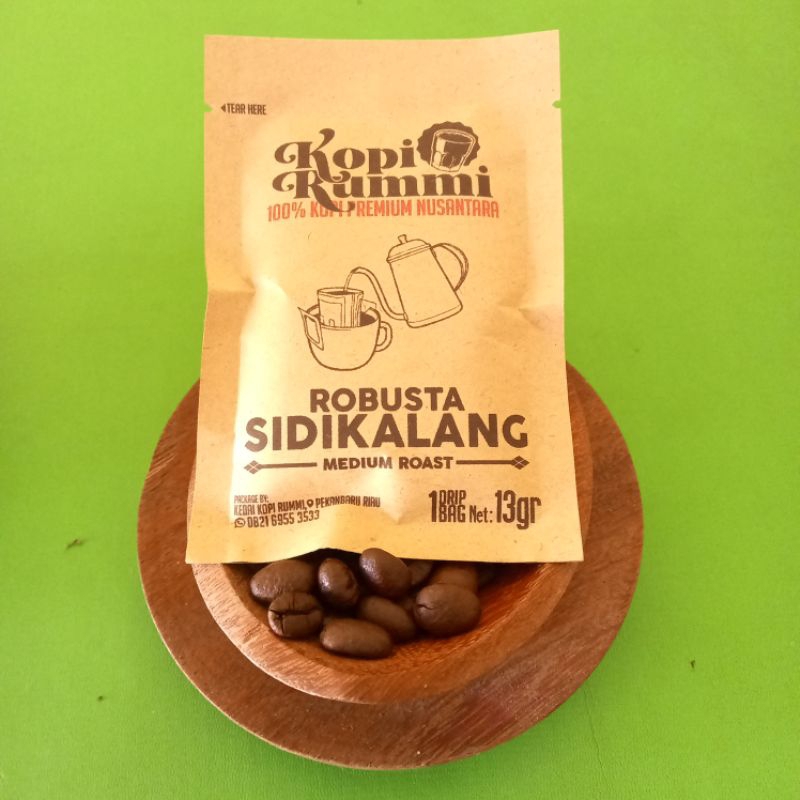 TEAR HERE
Kopi
Rummi
100% KOPI PREMIUM NUSANTARA
ROBUSTA
SIDIKALANG
MEDIUM ROAST
PACKAGE BY:
KEDAI KOPI RUMMI, PEKANBARU RIAU
0821 6955 3533
1 DRIP BAG Net: 13gr